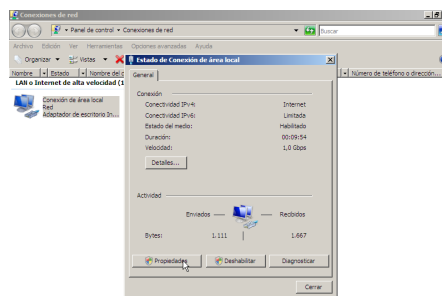 Conexiones de red
Panel de control ▸ Conexiones de red
Buscar
Archivo Edición Ver Herramientas Opciones avanzadas Ayuda
Organizar Vistas
Nombre Estado Nombre del Número de teléfono o dirección...
LAN o Internet de alta velocidad (1
Conexión de área local
Red
Adaptador de escritorio In...
Estado de Conexión de área local
General
Conexión
Conectividad IPv4: Internet
Conectividad IPv6: Limitada
Estado del medio: Habilitado
Duración: 00:09:54
Velocidad: 1,0 Gbps
Detalles...
Actividad
Enviados Recibidos
Bytes: 1.111 1.667
Propiedades Deshabilitar Diagnosticar
Cerrar